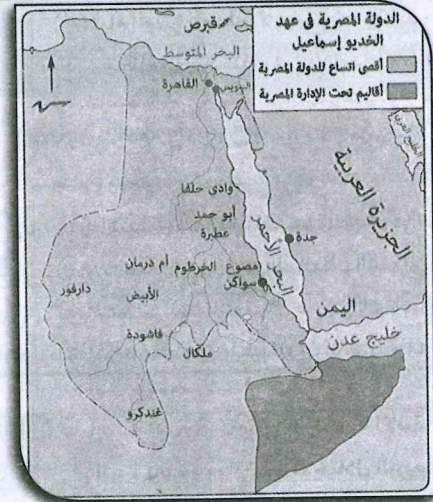 الدولة المصرية فى عهد
الخديو إسماعيل
أقصى اتساع للدولة المصرية
أقاليم تحت الإدارة المصرية
قبرص
البحر المتوسط
القاهرة
السويس
الخليج العربى
الجزيرة العربية
وادى حلفا
أبو حمد
عطبرة
البحر الأحمر
جدة
أم درمان
الخرطوم
مصوع
سواكن
دارفور
الأبيض
اليمن
خليج عدن
فاشودة
ملكال
غندكرو